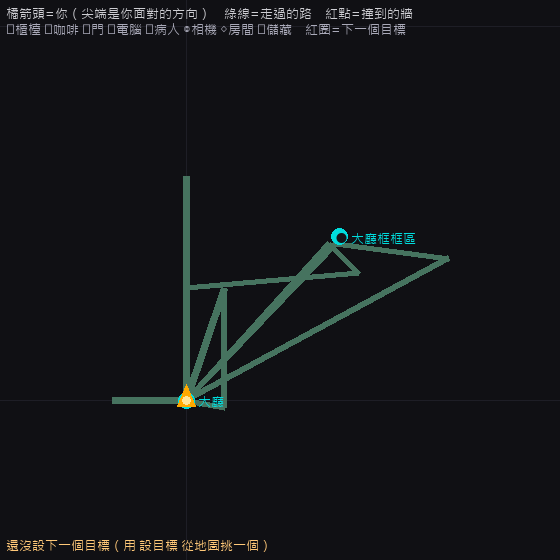 橘箭頭=你（尖端是你面對的方向） 綠線=走過的路 紅點=撞到的牆
▯櫃檯 ▯咖啡 ▯門 ▯電腦 ▯病人 ◉相機 ◇房間 ▯儲藏 紅圈=下一個目標
大廳框框區
大廳
還沒設下一個目標（用 設目標 從地圖挑一個）